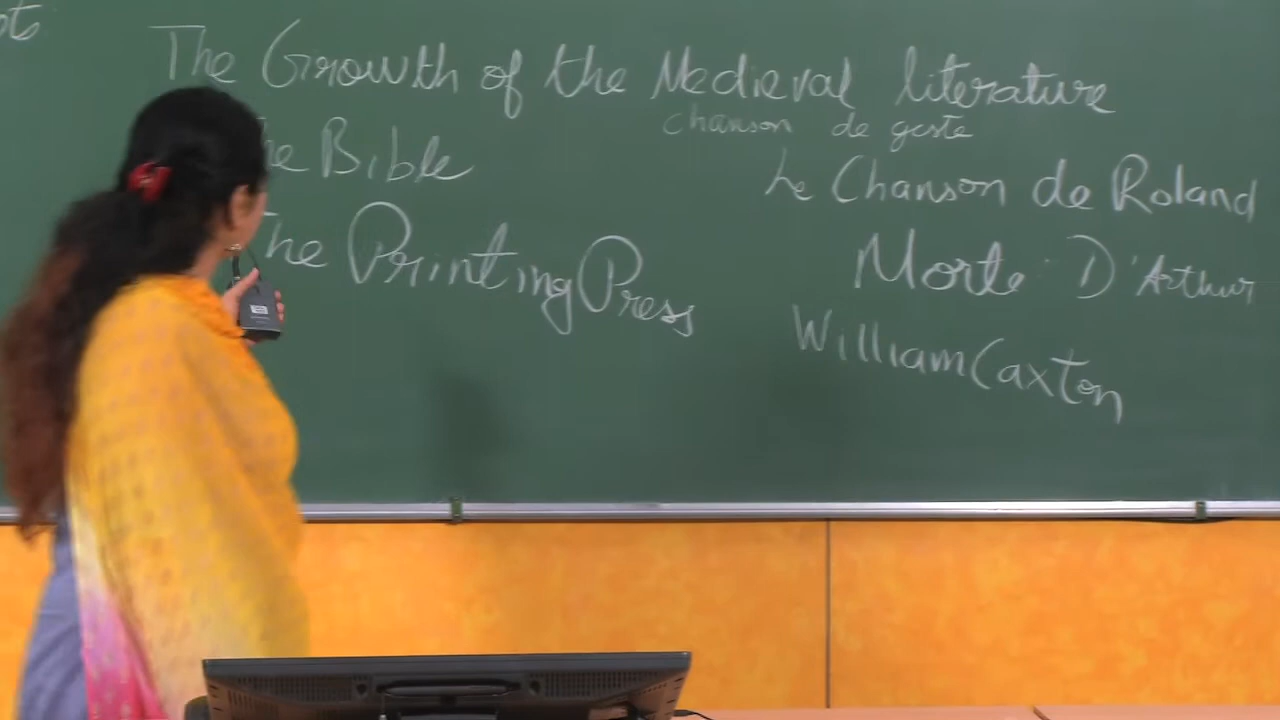 The Growth of the Medieval literature
chanson de geste
he Bible
Le Chanson de Roland
The Printing Press
Morte D'Arthur
William Caxton